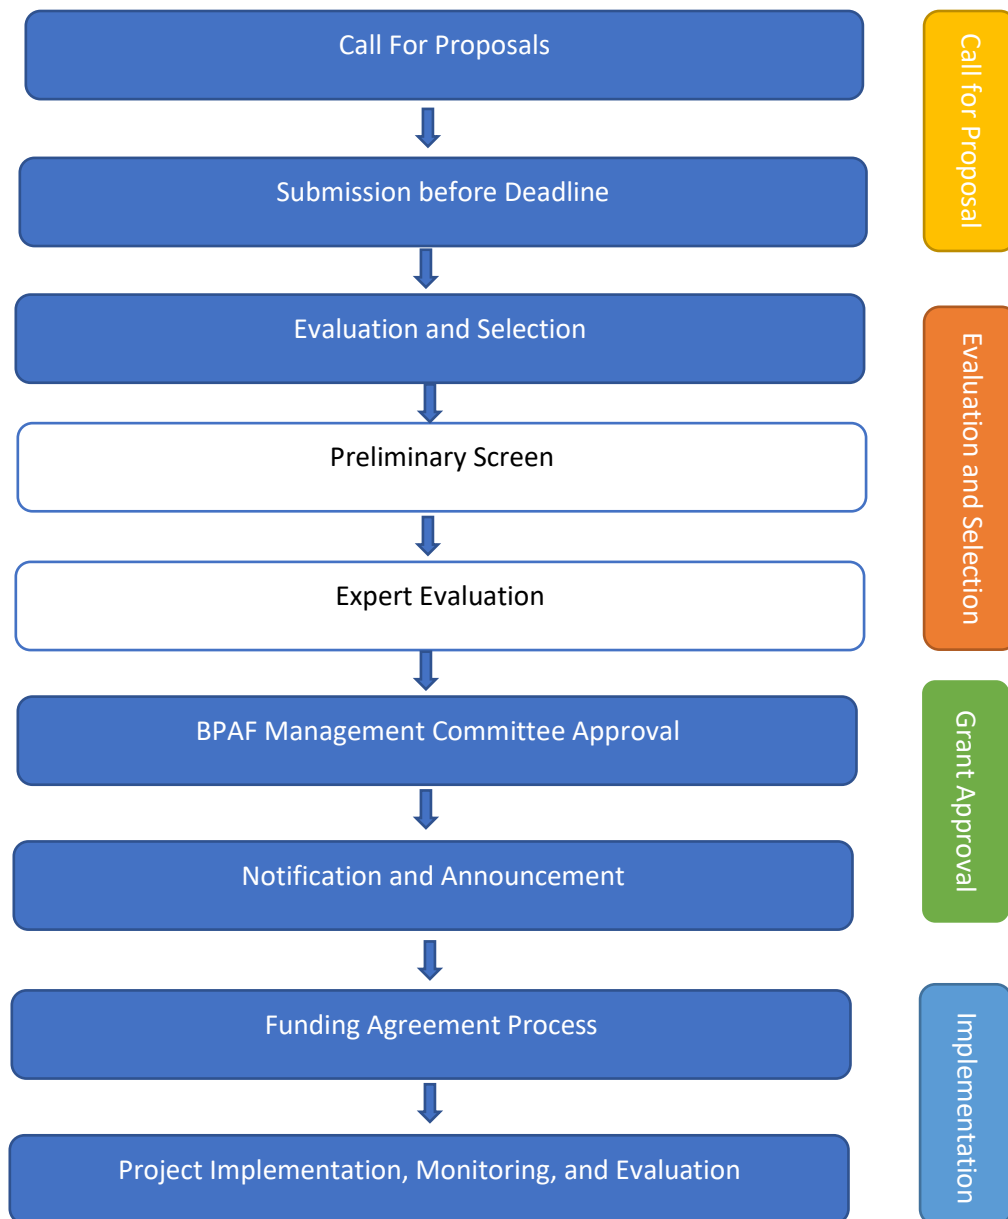 Call For Proposals
Submission before Deadline
Evaluation and Selection
Preliminary Screen
Expert Evaluation
BPAF Management Committee Approval
Notification and Announcement
Funding Agreement Process
Project Implementation, Monitoring, and Evaluation
Call for Proposal
Evaluation and Selection
Grant Approval
Implementation